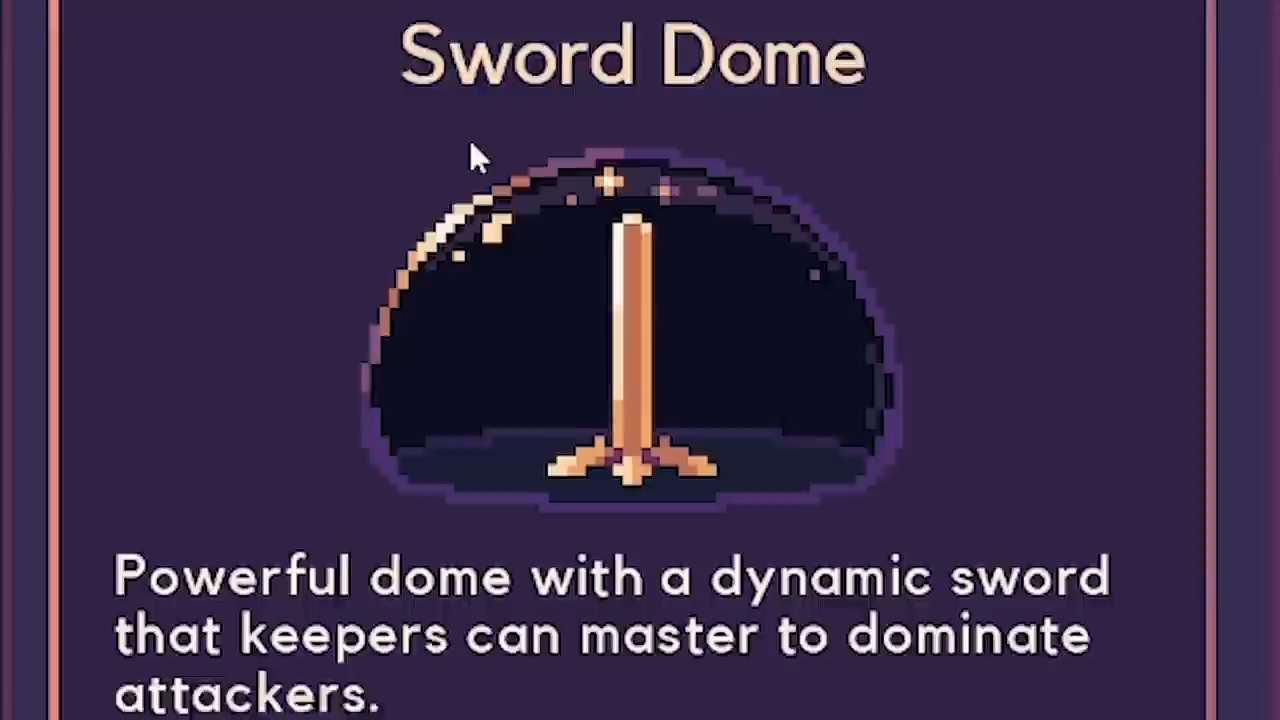 Sword Dome
Powerful dome with a dynamic sword
that keepers can master to dominate
attackers.